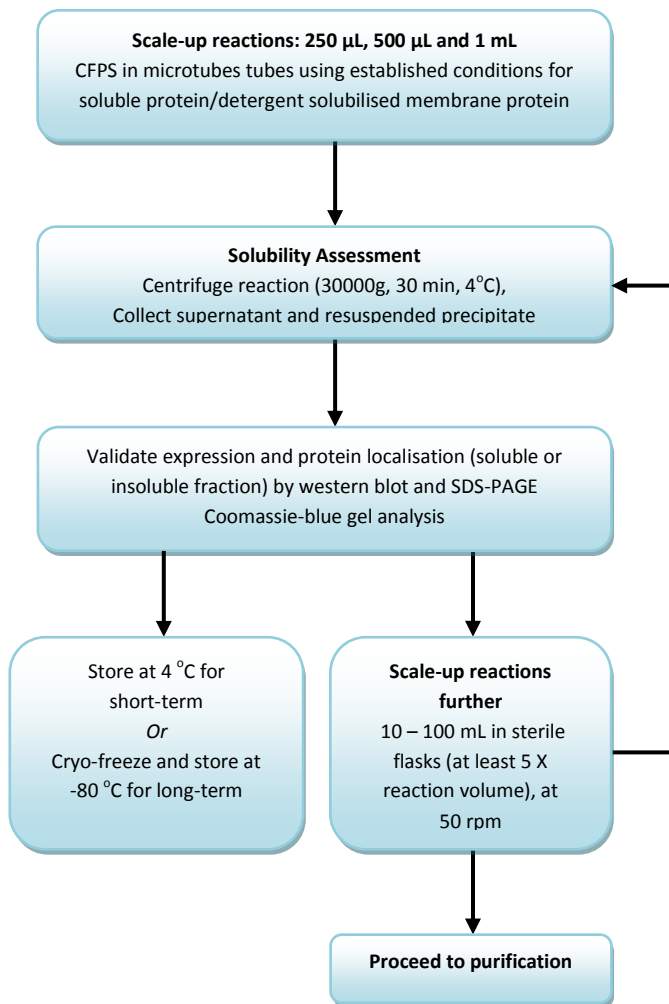 Scale-up reactions: 250 µL, 500 µL and 1 mL
CFPS in microtubes tubes using established conditions for
soluble protein/detergent solubilised membrane protein
Solubility Assessment
Centrifuge reaction (30000g, 30 min, 4°C),
Collect supernatant and resuspended precipitate
Validate expression and protein localisation (soluble or
insoluble fraction) by western blot and SDS-PAGE
Coomassie-blue gel analysis
Store at 4 °C for
short-term
Or
Cryo-freeze and store at
-80 °C for long-term
Scale-up reactions
further
10 – 100 mL in sterile
flasks (at least 5 X
reaction volume), at
50 rpm
Proceed to purification